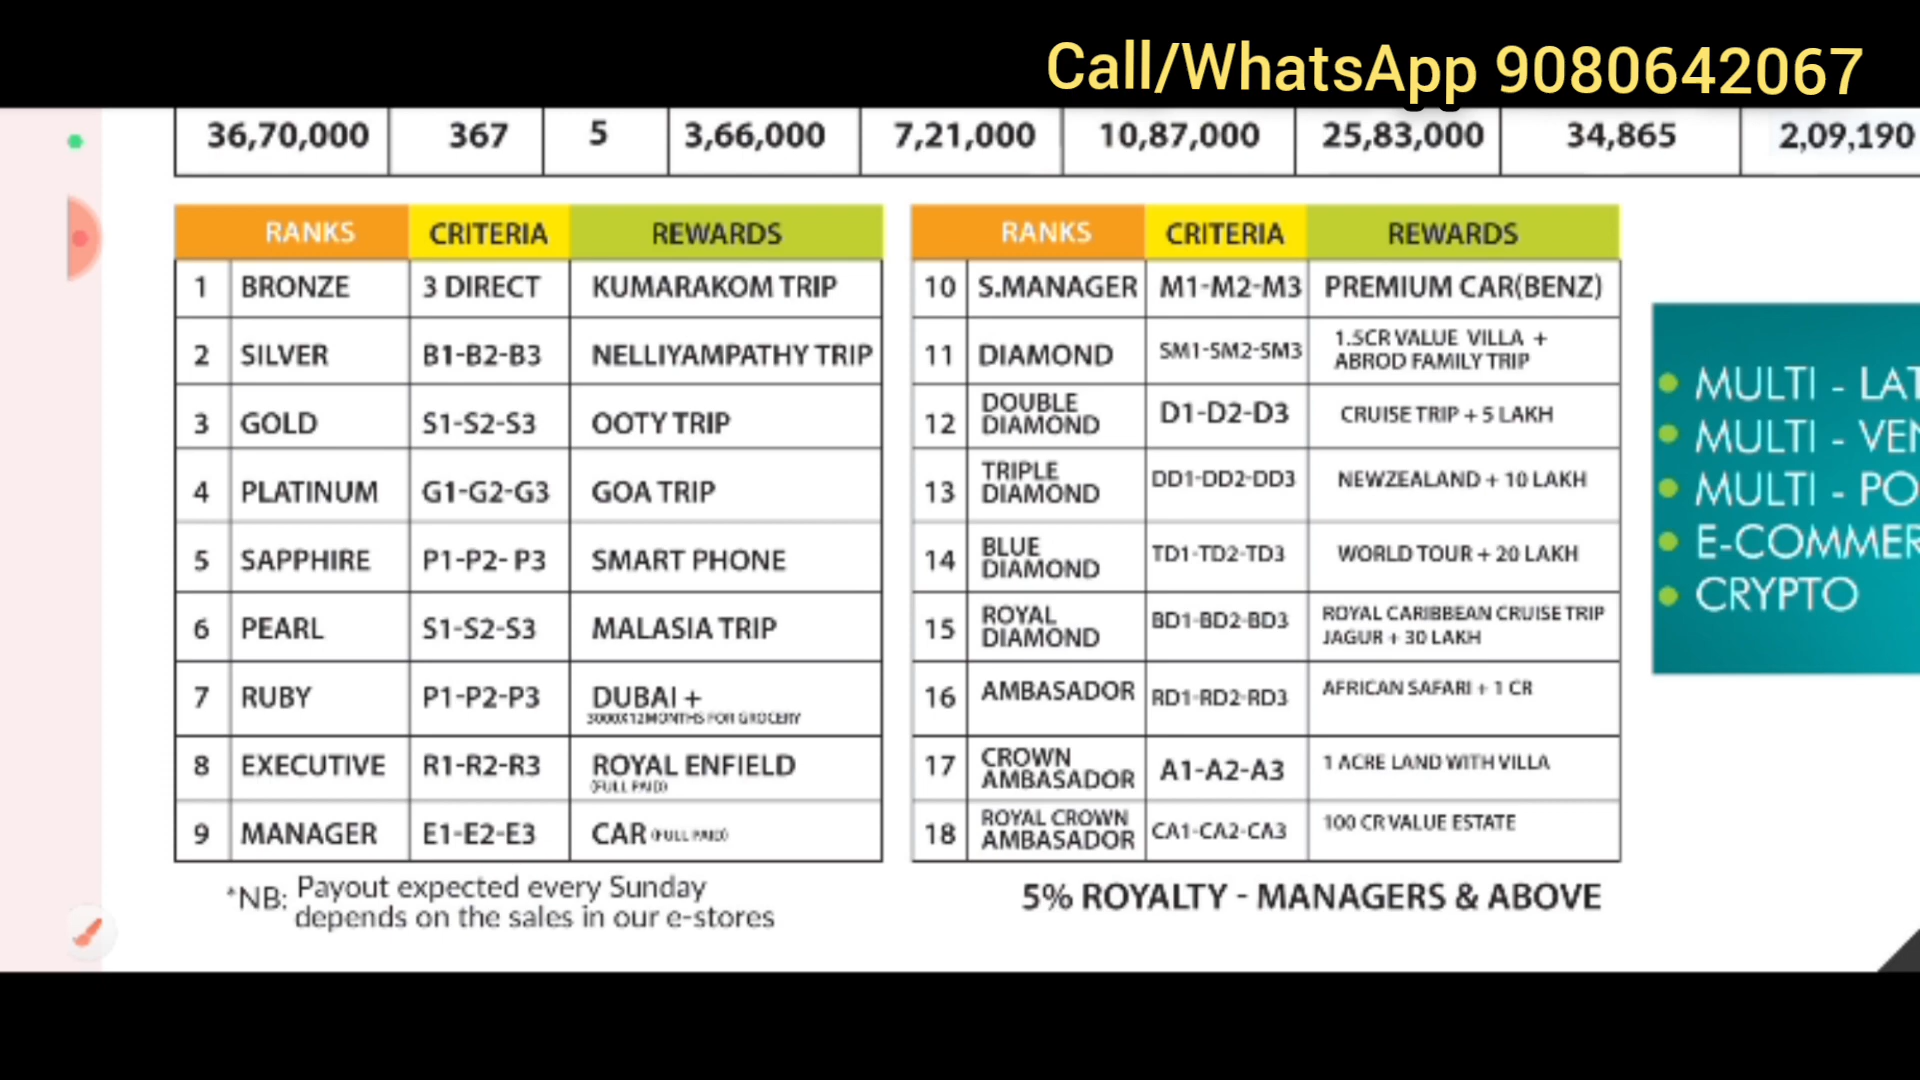 Call/WhatsApp 9080642067
36,70,000 367 5 3,66,000 7,21,000 10,87,000 25,83,000 34,865 2,09,190
RANKS CRITERIA REWARDS
1 BRONZE 3 DIRECT KUMARAKOM TRIP
2 SILVER B1-B2-B3 NELLIYAMPATHY TRIP
3 GOLD S1-S2-S3 OOTY TRIP
4 PLATINUM G1-G2-G3 GOA TRIP
5 SAPPHIRE P1-P2- P3 SMART PHONE
6 PEARL S1-S2-S3 MALASIA TRIP
7 RUBY P1-P2-P3 DUBAI +
3000X12MONTHS FOR GROCERY
8 EXECUTIVE R1-R2-R3 ROYAL ENFIELD
(FULL PAID)
9 MANAGER E1-E2-E3 CAR (FULL PAID)
*NB: Payout expected every Sunday
depends on the sales in our e-stores
RANKS CRITERIA REWARDS
10 S.MANAGER M1-M2-M3 PREMIUM CAR(BENZ)
11 DIAMOND SM1-SM2-SM3 1.5CR VALUE VILLA +
ABROD FAMILY TRIP
12 DOUBLE
DIAMOND D1-D2-D3 CRUISE TRIP + 5 LAKH
13 TRIPLE
DIAMOND DD1-DD2-DD3 NEWZEALAND + 10 LAKH
14 BLUE
DIAMOND TD1-TD2-TD3 WORLD TOUR + 20 LAKH
15 ROYAL
DIAMOND BD1-BD2-BD3 ROYAL CARIBBEAN CRUISE TRIP
JAGUR + 30 LAKH
16 AMBASADOR RD1-RD2-RD3 AFRICAN SAFARI + 1 CR
17 CROWN
AMBASADOR A1-A2-A3 1 ACRE LAND WITH VILLA
18 ROYAL CROWN
AMBASADOR CA1-CA2-CA3 100 CR VALUE ESTATE
5% ROYALTY - MANAGERS & ABOVE
MULTI - LAT
MULTI - VEN
MULTI - PO
E-COMMER
CRYPTO